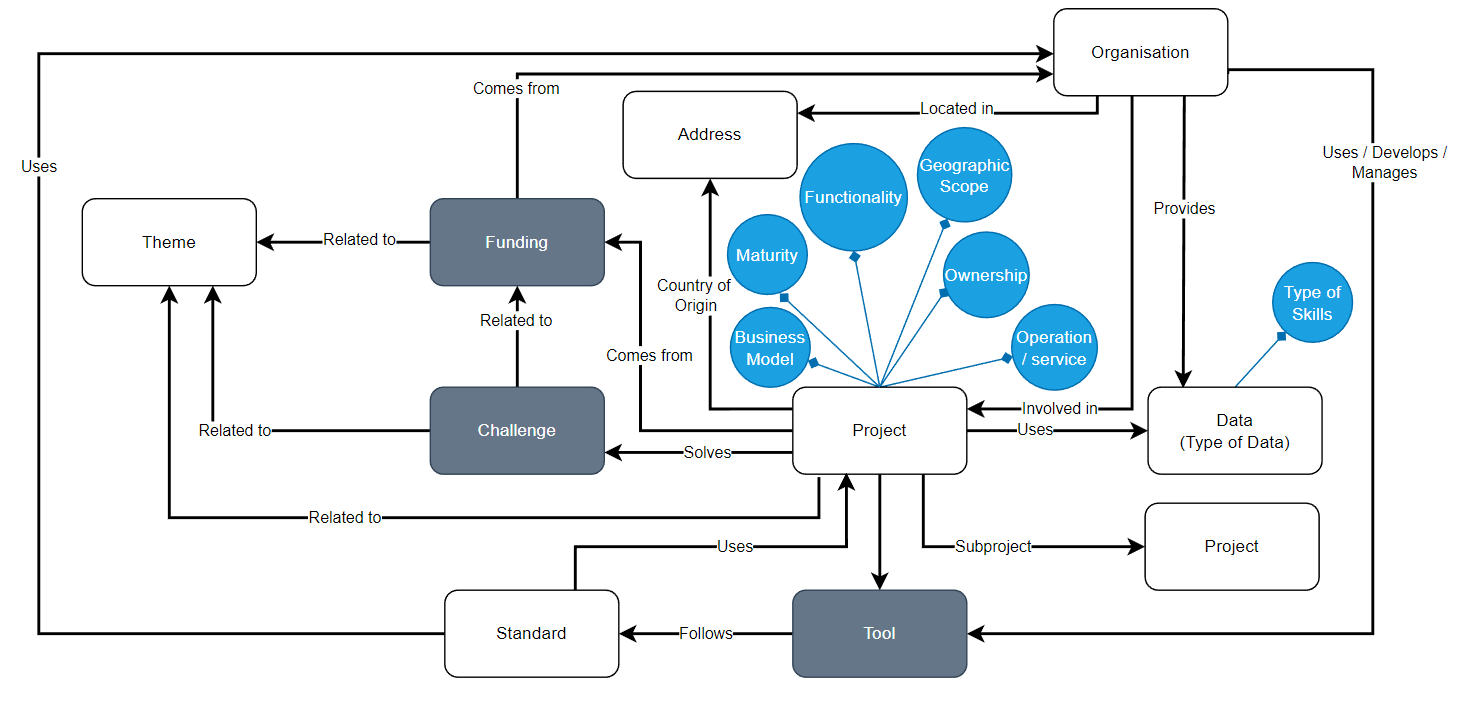 Organisation
Comes from
Located in
Address
Uses
Uses / Develops /
Manages
Geographic
Scope
Functionality
Provides
Theme
Related to
Funding
Maturity
Ownership
Country of
Origin
Type of
Skills
Related to
Business
Model
Operation
/ service
Comes from
Involved in
Challenge
Related to
Project
Uses
Data
(Type of Data)
Solves
Related to
Uses
Subproject
Project
Standard
Follows
Tool